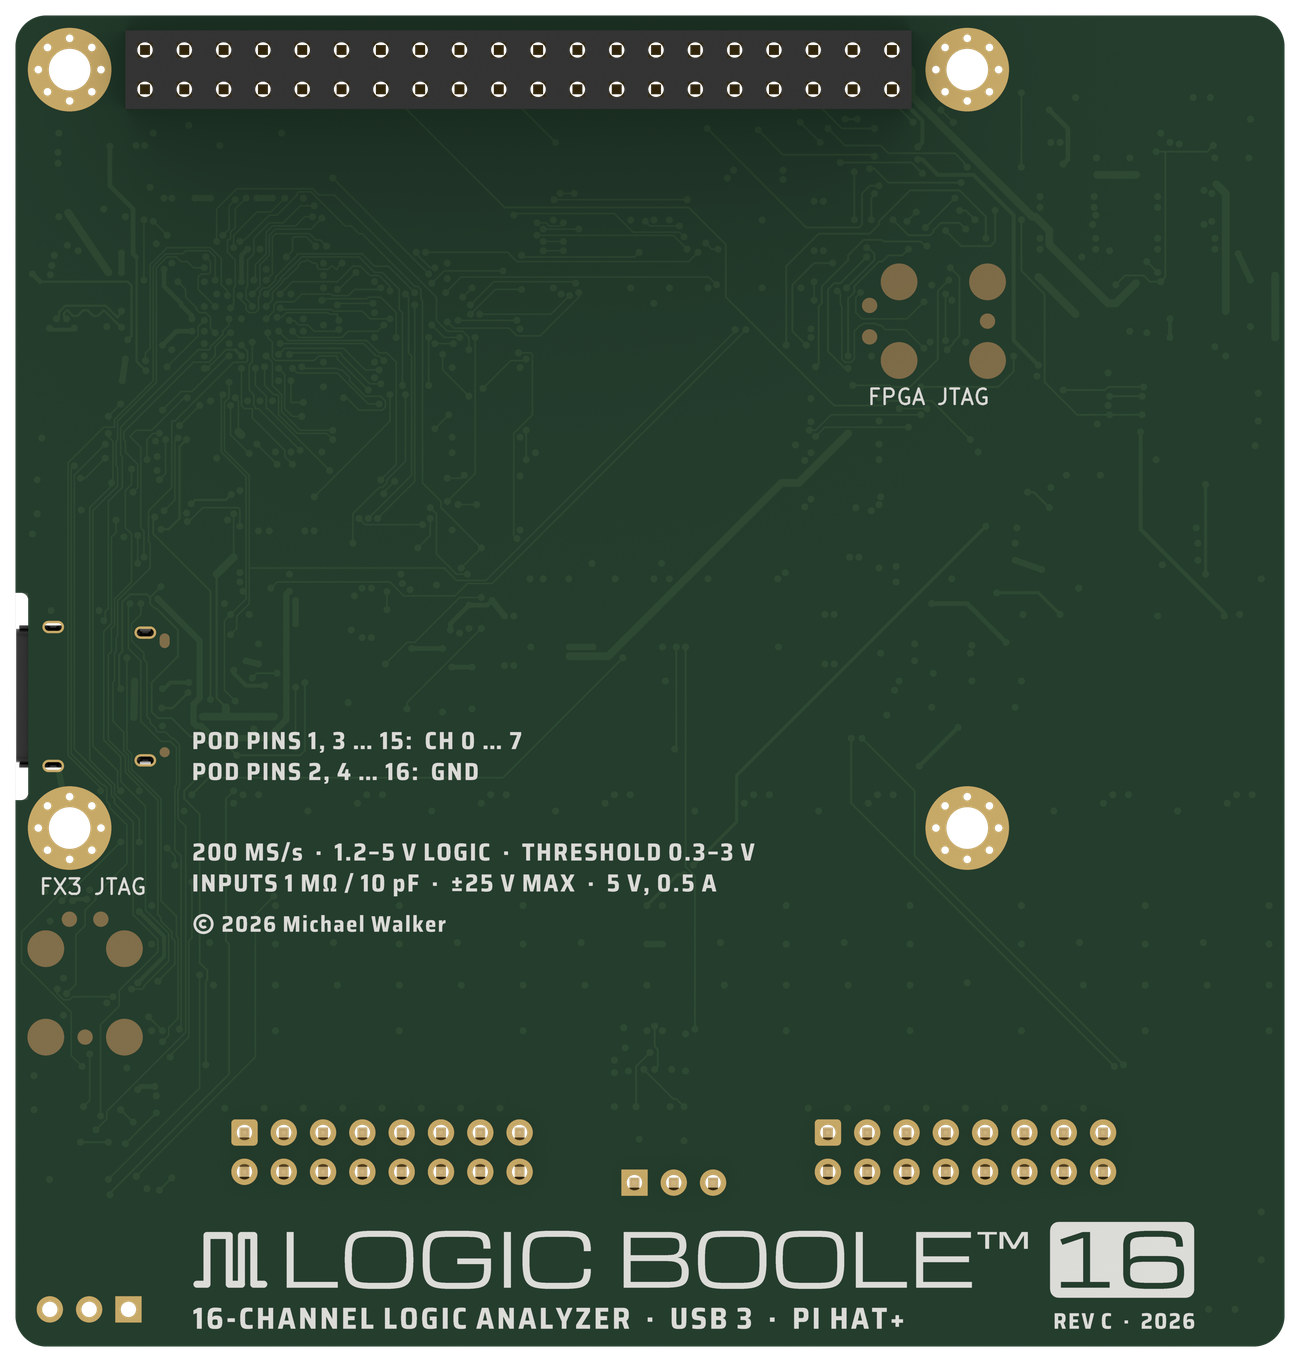 FPGA JTAG
POD PINS 1, 3 ... 15: CH 0 ... 7
POD PINS 2, 4 ... 16: GND
200 MS/s · 1.2–5 V LOGIC · THRESHOLD 0.3–3 V
INPUTS 1 MΩ / 10 pF · ±25 V MAX · 5 V, 0.5 A
FX3 JTAG
© 2026 Michael Walker
LOGIC BOOLE™ 16
16-CHANNEL LOGIC ANALYZER · USB 3 · PI HAT+
REV C · 2026